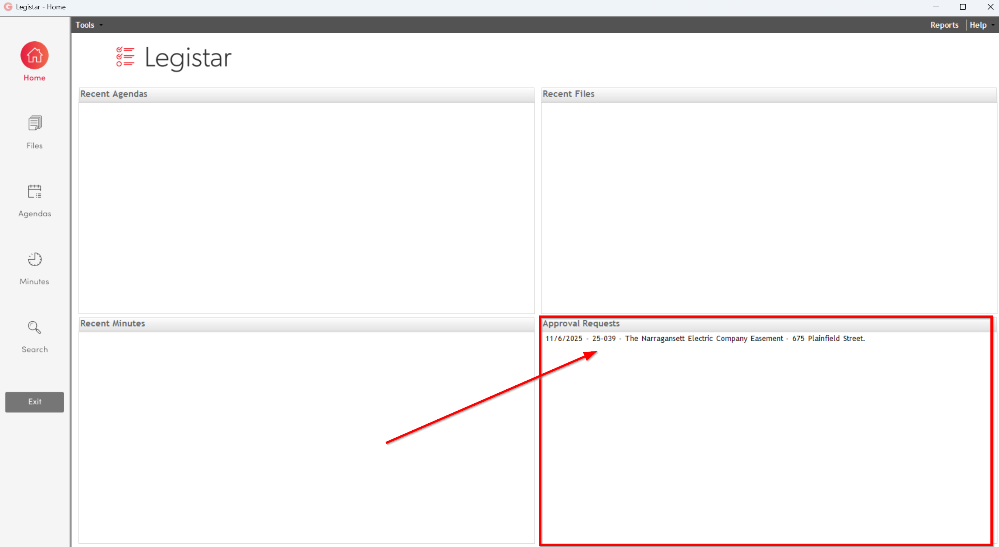 Legistar - Home
Tools
Reports
Help
Home
Files
Agendas
Minutes
Search
Exit
Legistar
Recent Agendas
Recent Files
Recent Minutes
Approval Requests
11/6/2025 - 25-039 - The Narragansett Electric Company Easement - 675 Plainfield Street.